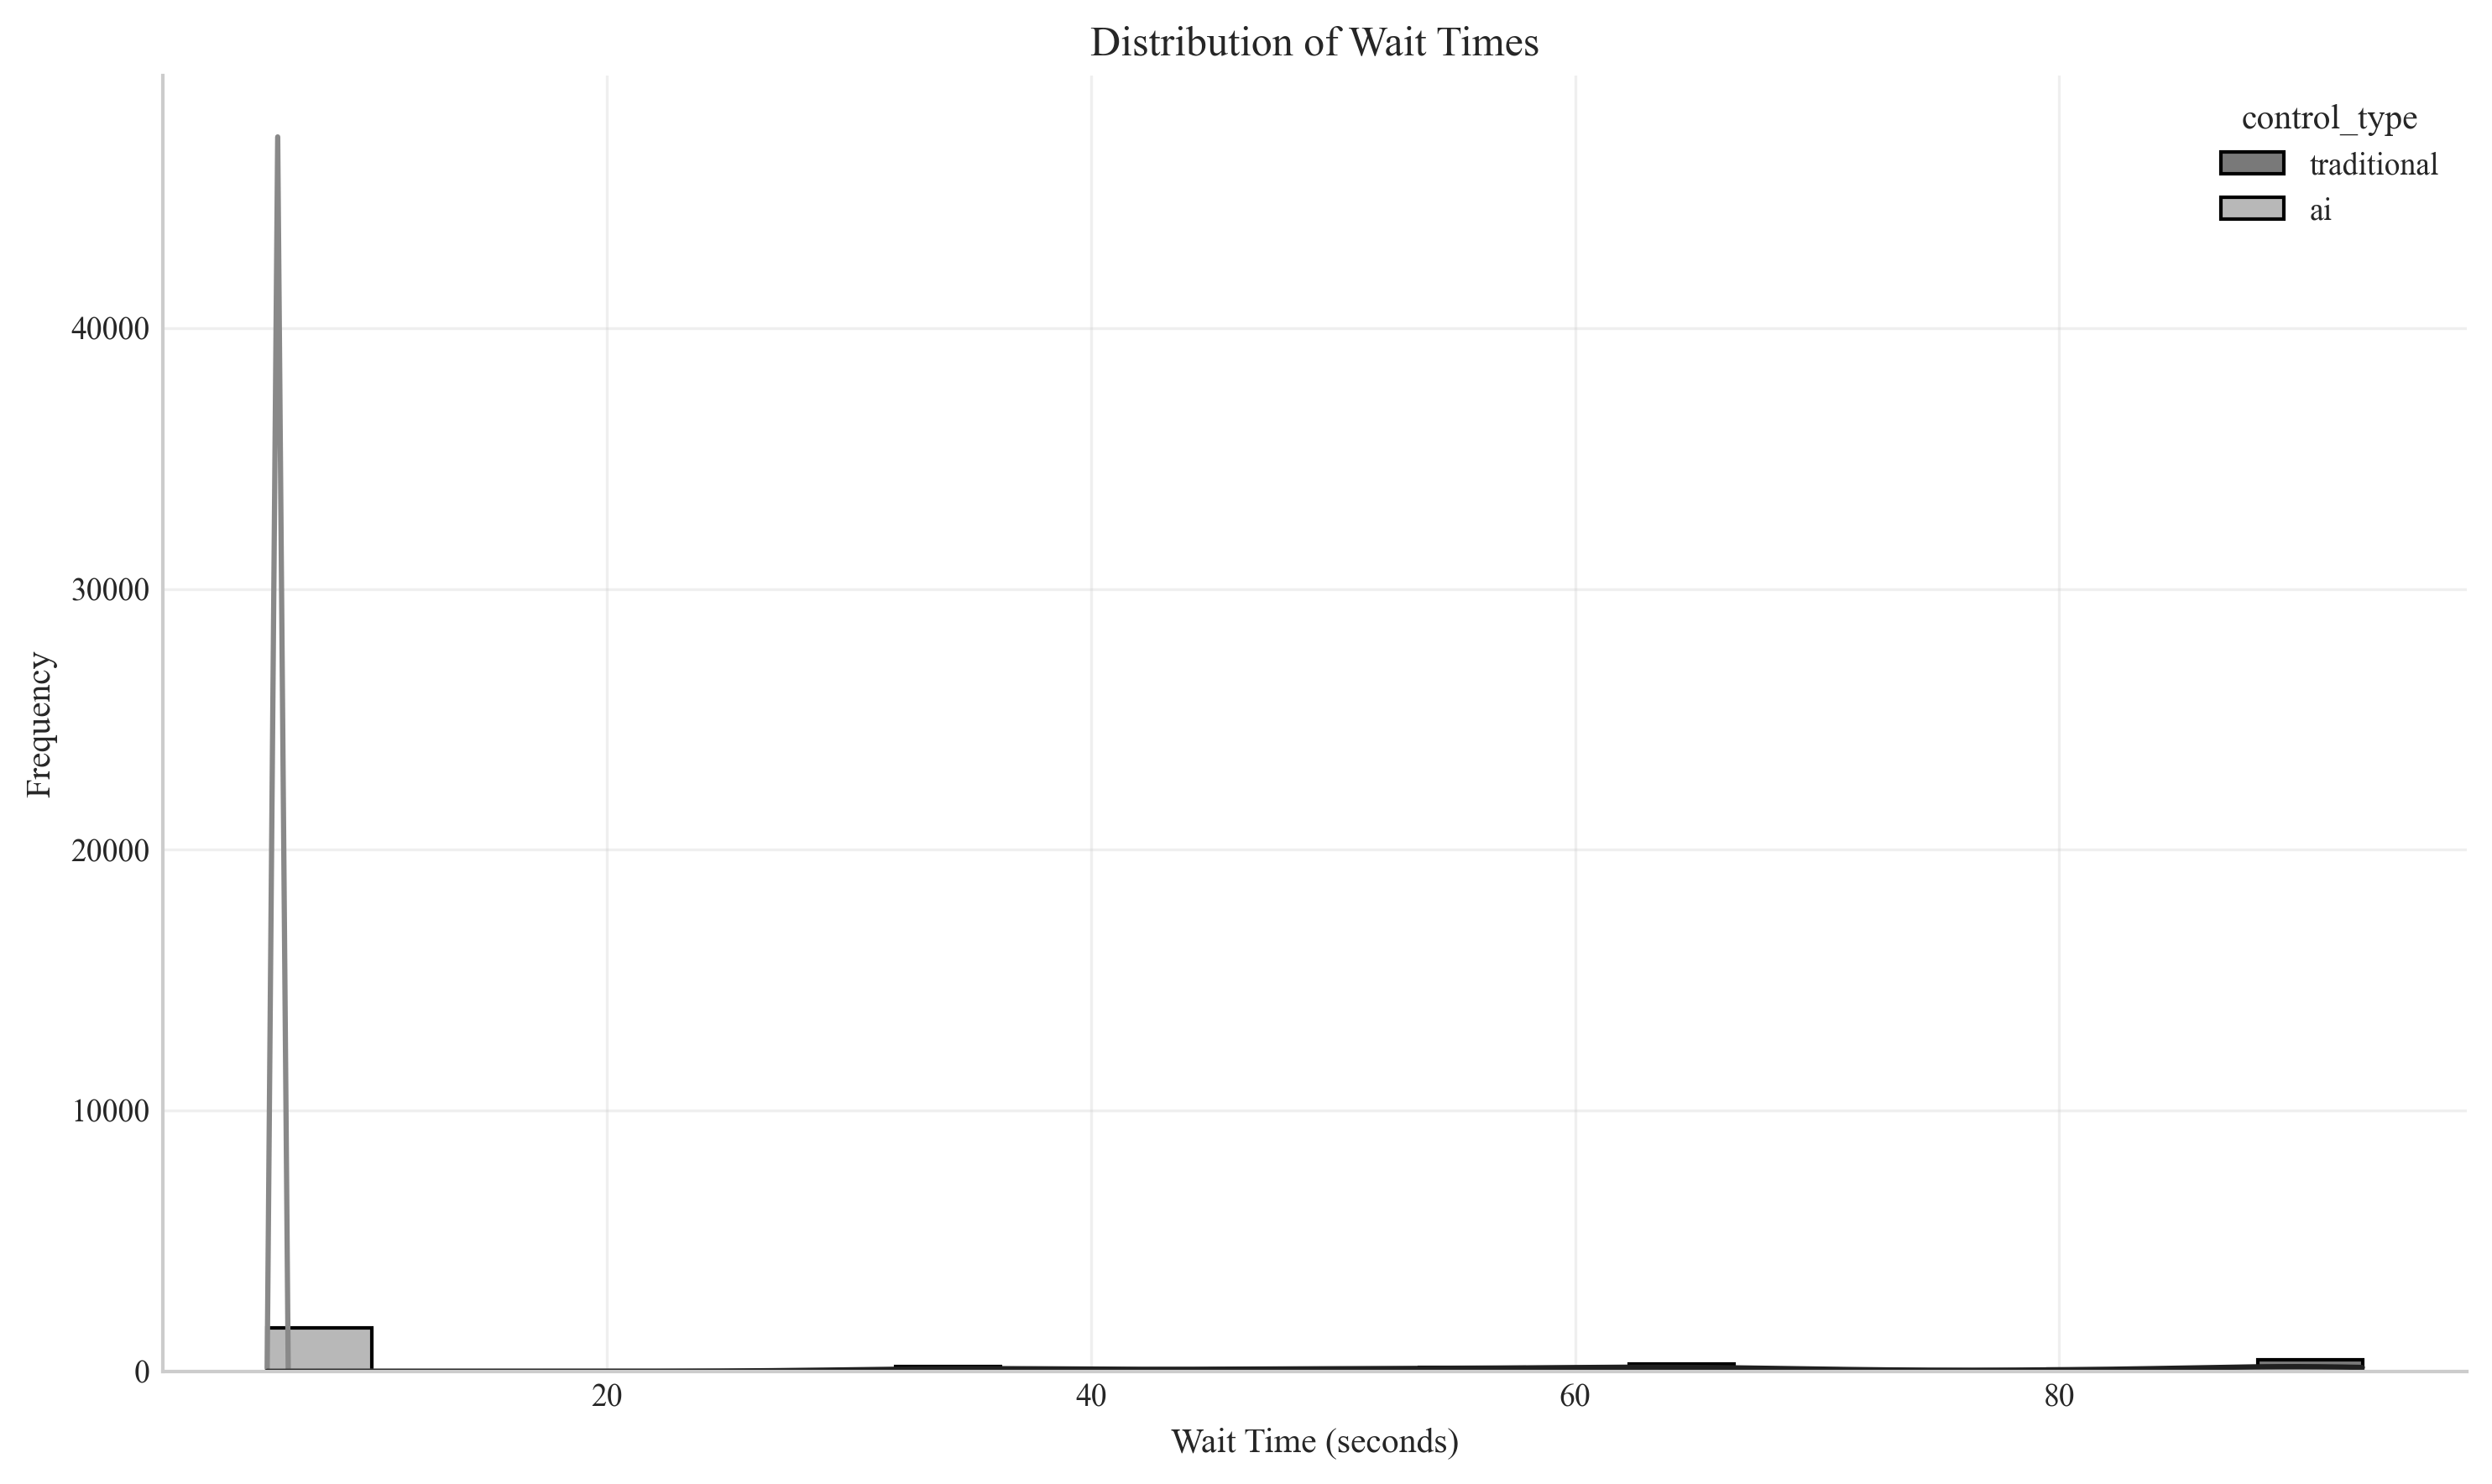 Distribution of Wait Times
control_type
traditional
ai
40000
30000
20000
10000
0
Frequency
20 40 60 80
Wait Time (seconds)